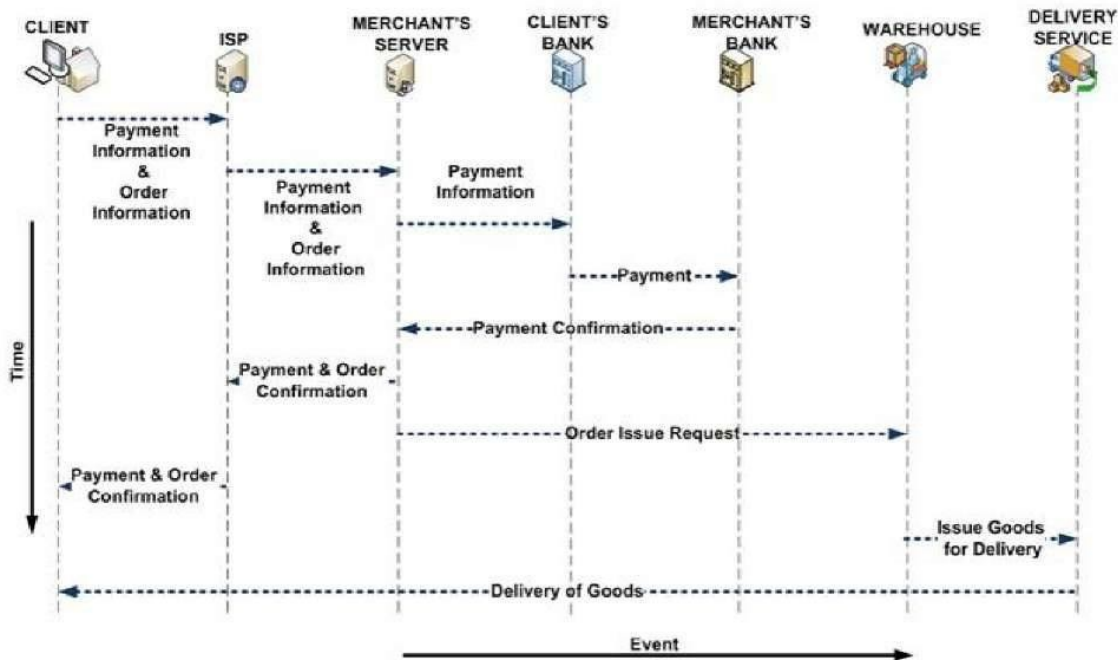 CLIENT
ISP
MERCHANT'S
SERVER
CLIENT'S
BANK
MERCHANT'S
BANK
WAREHOUSE
DELIVERY
SERVICE
Payment
Information
&
Order
Information
Payment
Information
&
Order
Information
Payment
Information
Payment
Payment Confirmation
Payment & Order
Confirmation
Order Issue Request
Payment & Order
Confirmation
Issue Goods
for Delivery
Delivery of Goods
Time
Event